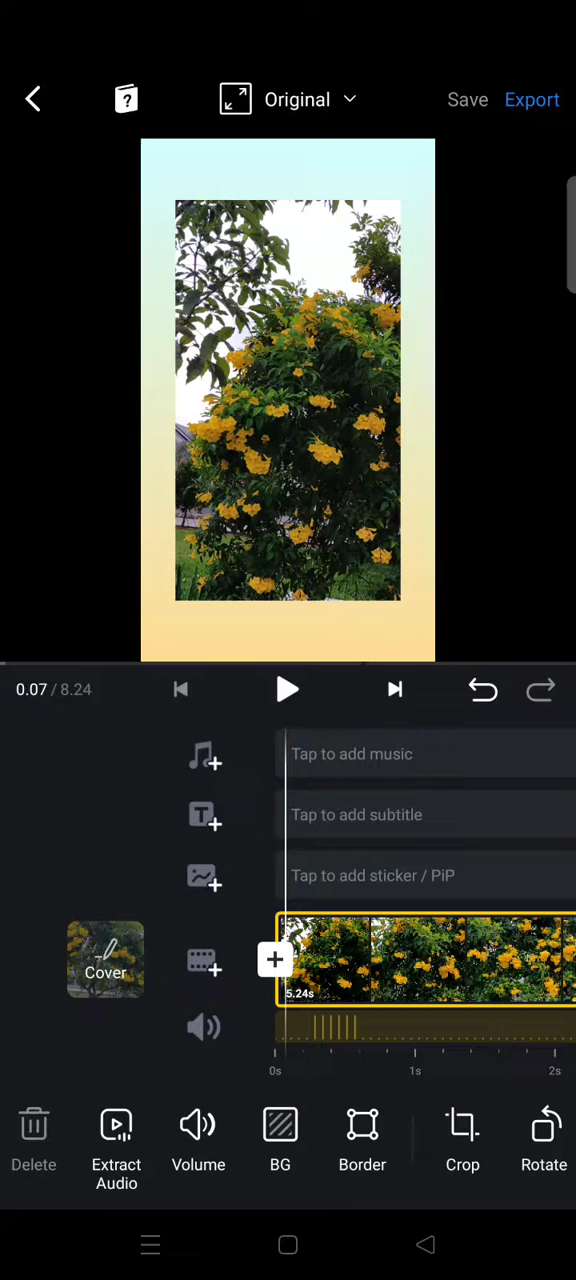 ?
Original
Save
Export
0.07 / 8.24
Tap to add music
T
Tap to add subtitle
Tap to add sticker / PiP
Cover
5.24s
0s
1s
2s
Delete
Extract
Audio
Volume
BG
Border
Crop
Rotate